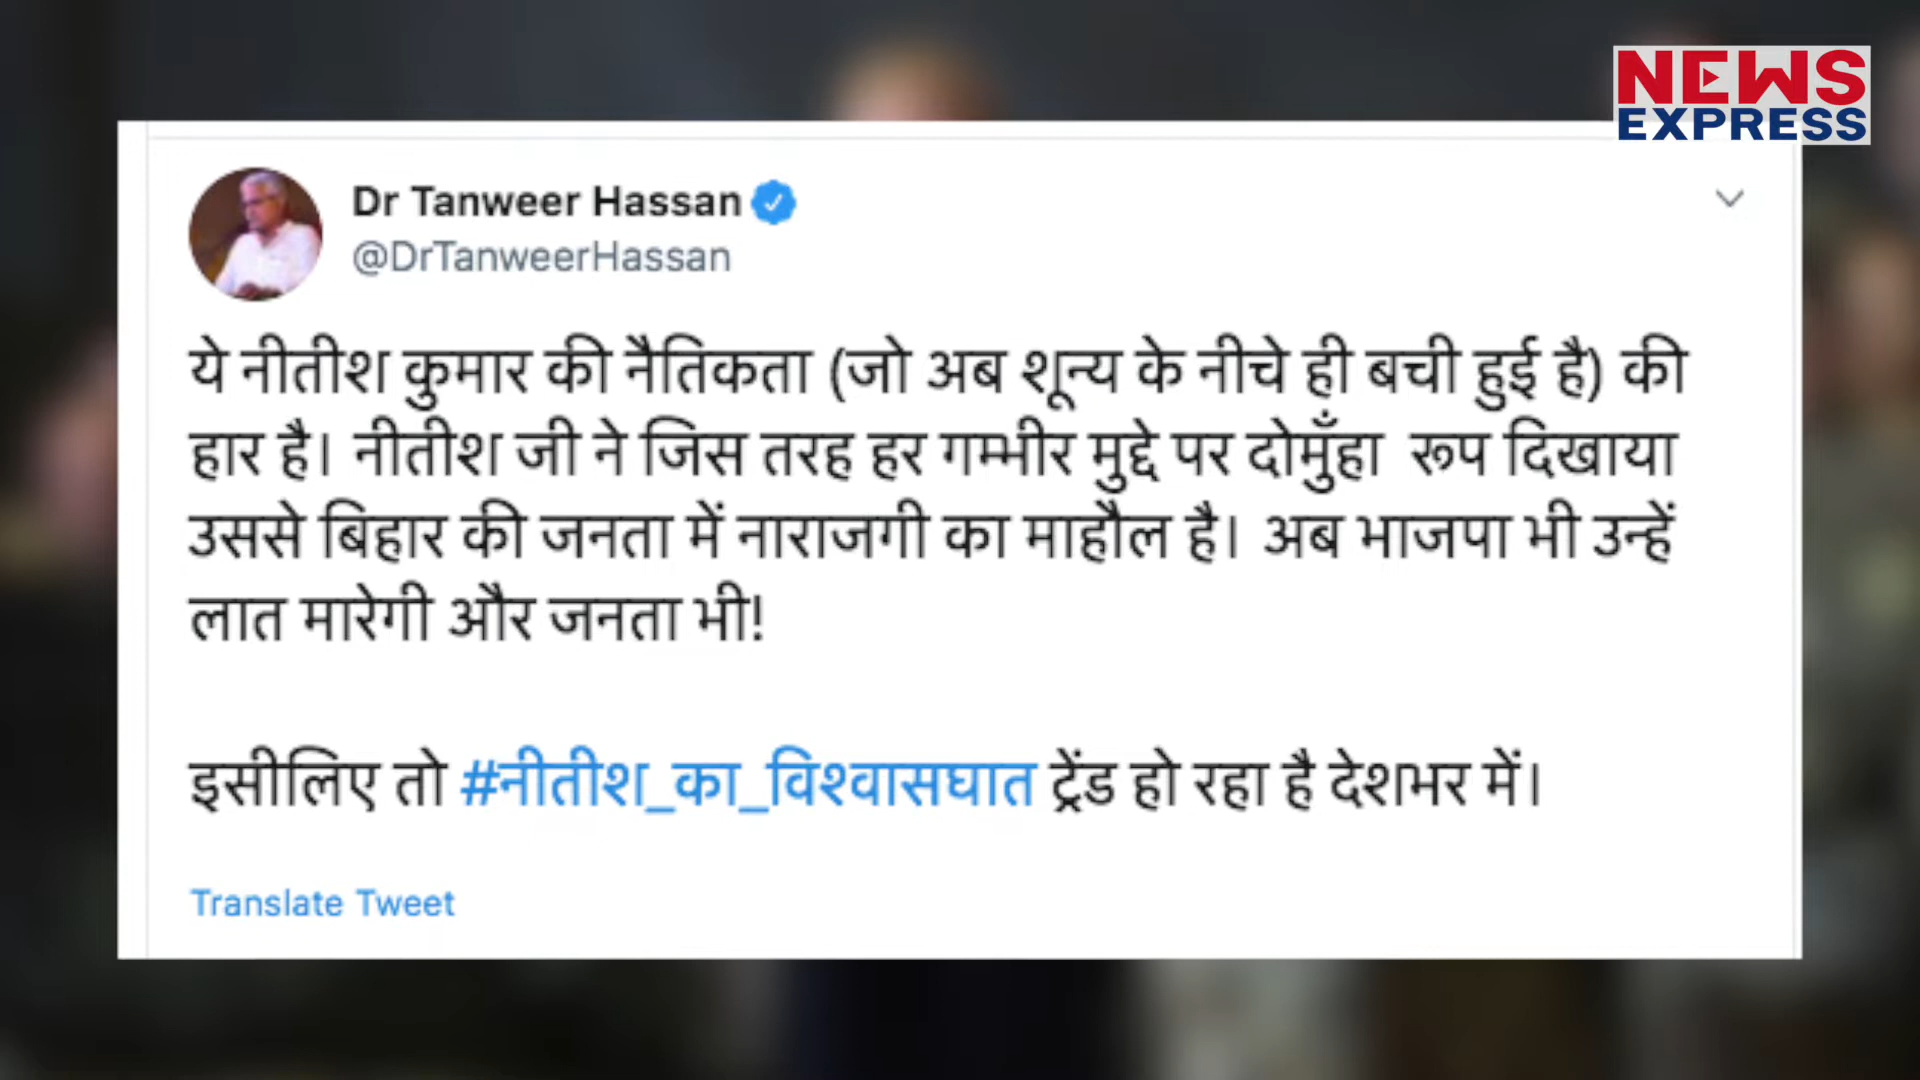 NEWS
EXPRESS
Dr Tanweer Hassan
@DrTanweerHassan
ये नीतीश कुमार की नैतिकता (जो अब शून्य के नीचे ही बची हुई है) की
हार है। नीतीश जी ने जिस तरह हर गम्भीर मुद्दे पर दोमुँहा रूप दिखाया
उससे बिहार की जनता में नाराजगी का माहौल है। अब भाजपा भी उन्हें
लात मारेगी और जनता भी!
इसीलिए तो #नीतीश_का_विश्वासघात ट्रेंड हो रहा है देशभर में।
Translate Tweet